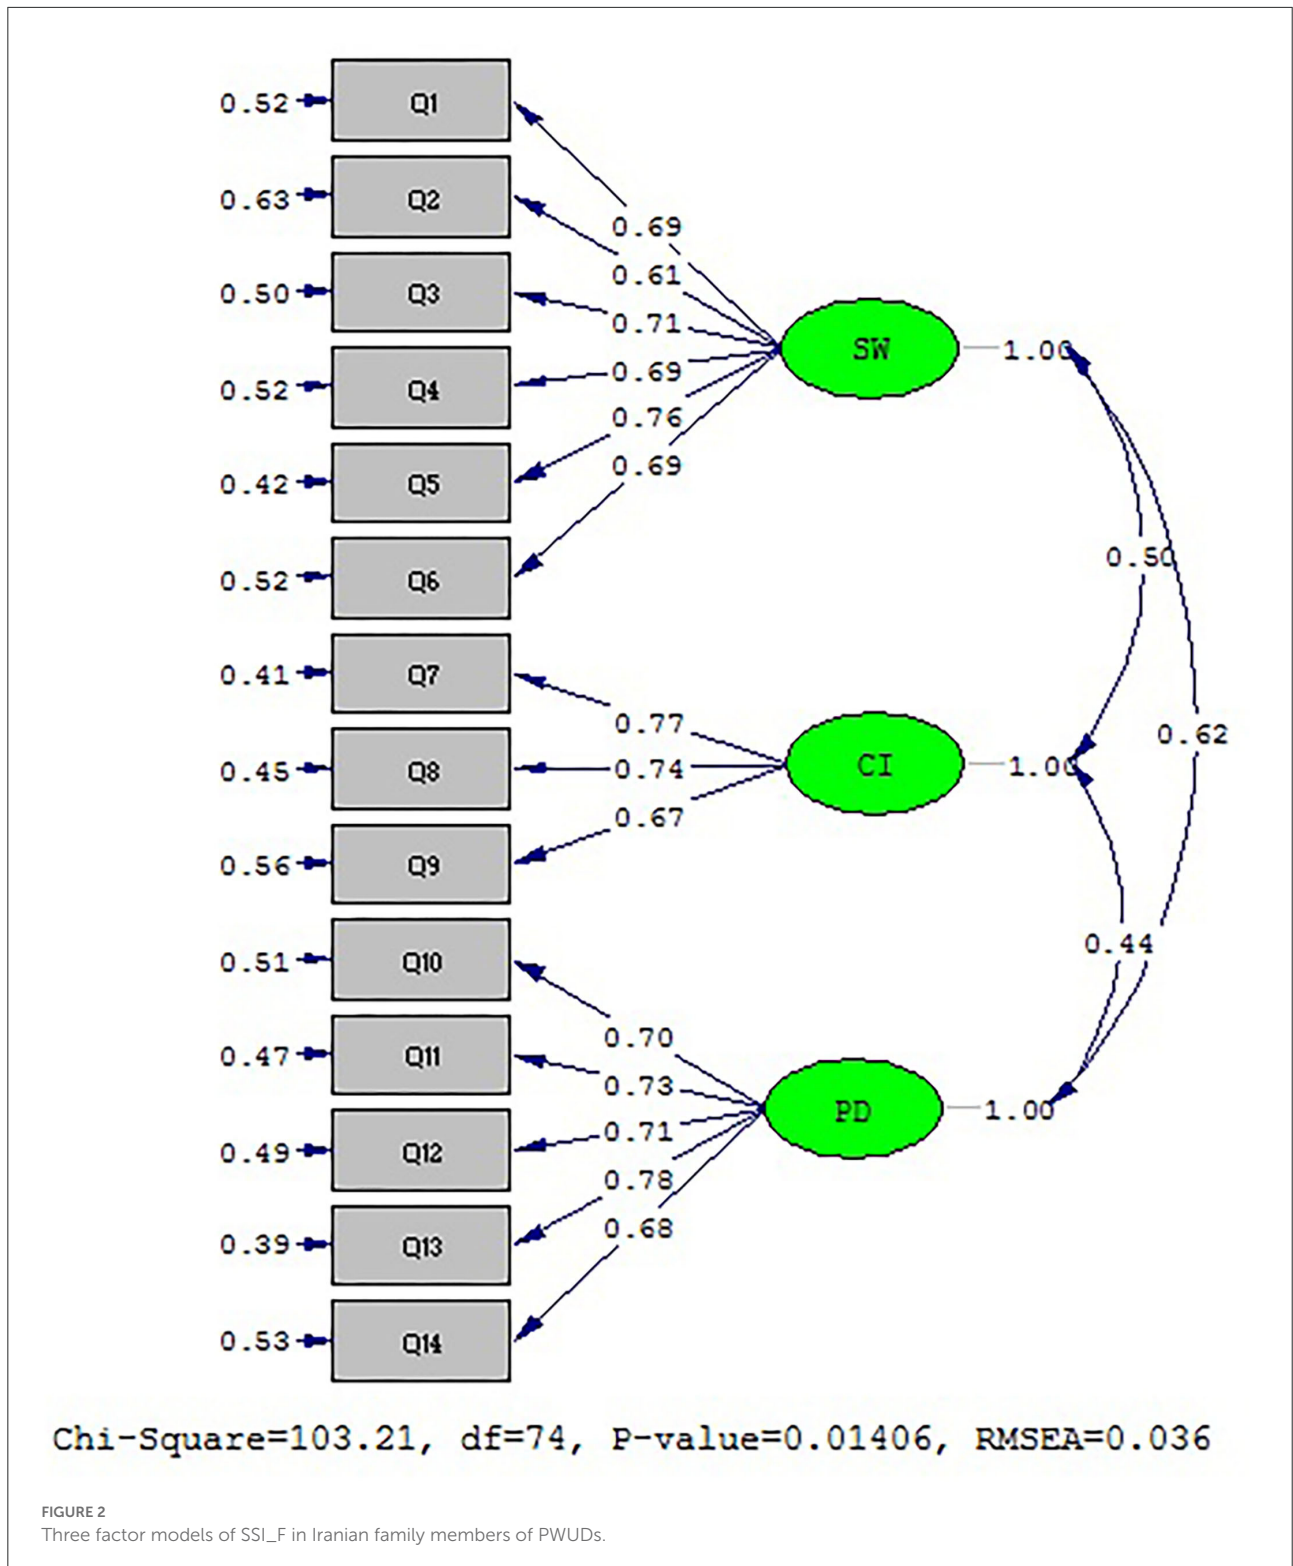 0.52 Q1
0.69
0.63 Q2
0.61
0.50 Q3
0.71
SW 1.00
0.52 Q4
0.69
0.76
0.42 Q5
0.69
0.50
0.52 Q6
0.41 Q7
0.77
0.62
0.45 Q8
0.74
CI 1.00
0.67
0.56 Q9
0.44
0.51 Q10
0.70
0.47 Q11
0.73
PD 1.00
0.71
0.49 Q12
0.78
0.68
0.39 Q13
0.53 Q14
Chi-Square=103.21, df=74, P-value=0.01406, RMSEA=0.036
FIGURE 2
Three factor models of SSI_F in Iranian family members of PWUDs.